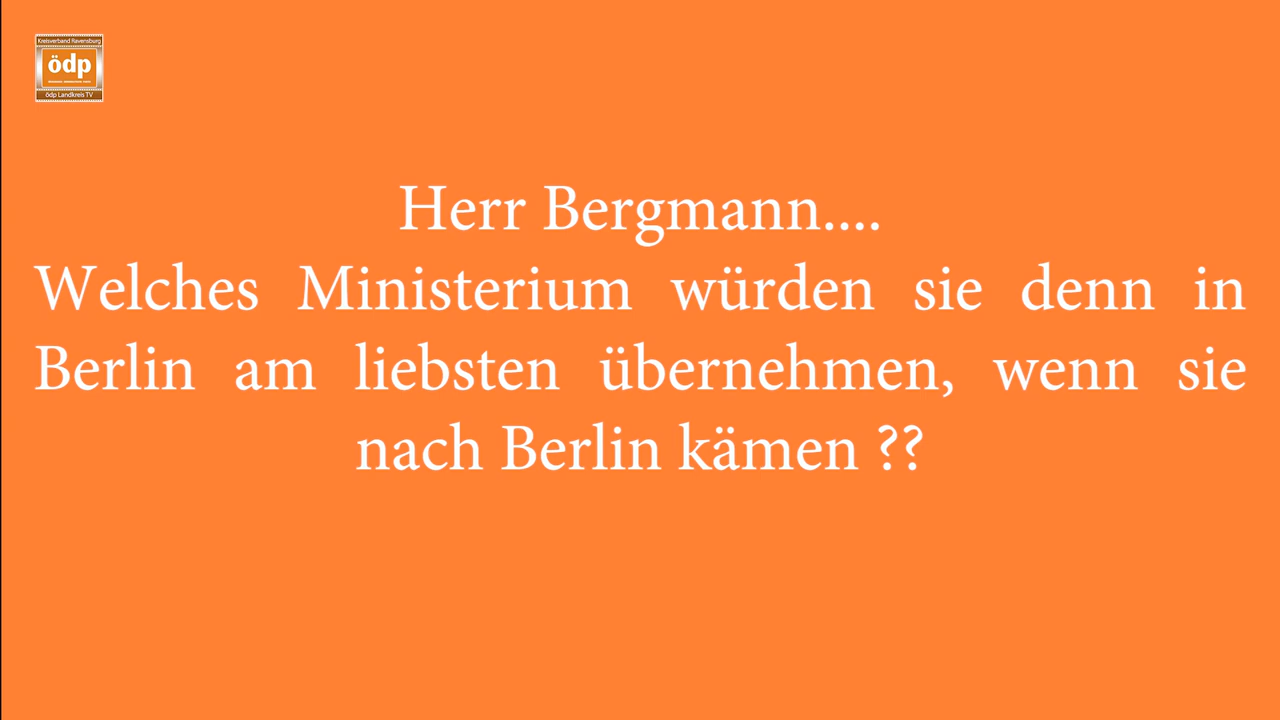 Kreisverband Ravensburg
ödp
ödp Landkreis TV
Herr Bergmann....
Welches Ministerium würden sie denn in
Berlin am liebsten übernehmen, wenn sie
nach Berlin kämen ??